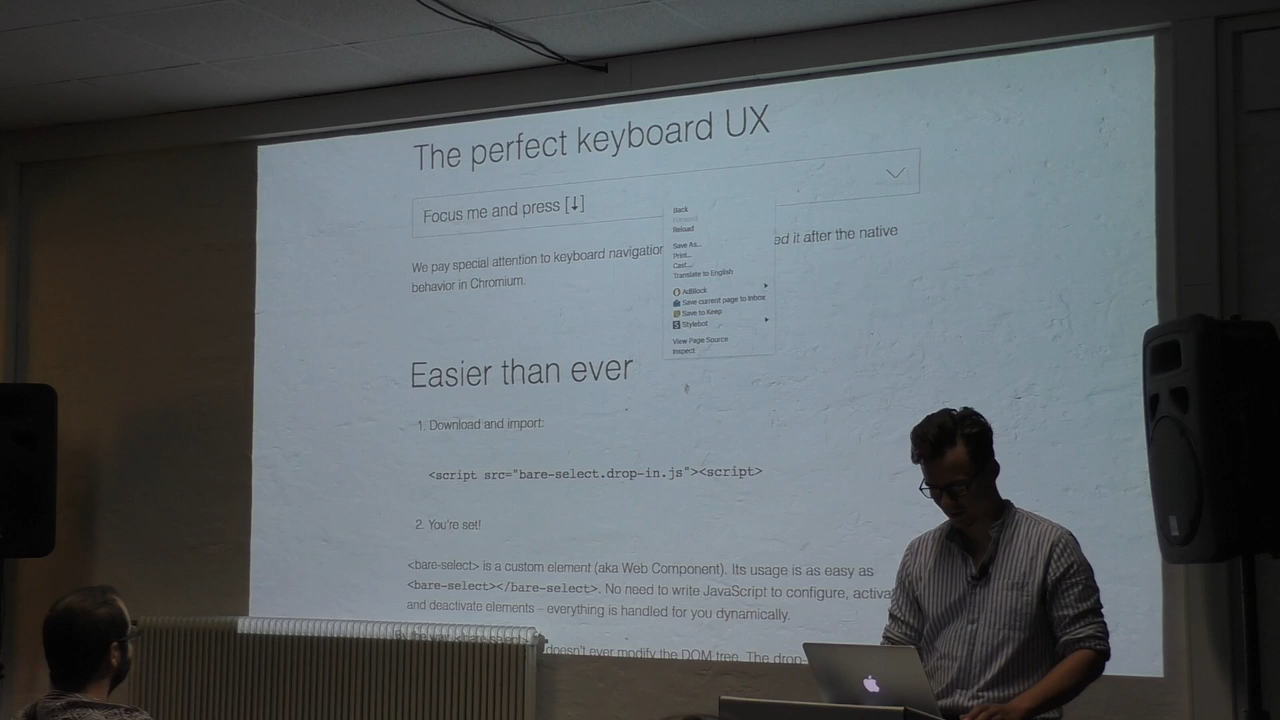 The perfect keyboard UX
Focus me and press [↓]
We pay special attention to keyboard navigation
ed it after the native
behavior in Chromium.
Back
Forward
Reload
Save As...
Print...
Cast...
Translate to English
AdBlock
Save current page to Inbox
Save to Keep
Stylebot
View Page Source
Inspect
Easier than ever
1. Download and import:
<script src="bare-select.drop-in.js"><script>
2. You're set!
<bare-select> is a custom element (aka Web Component). Its usage is as easy as
<bare-select></bare-select>. No need to write JavaScript to configure, activa
and deactivate elements – everything is handled for you dynamically.
doesn't ever modify the DOM tree. The drop-